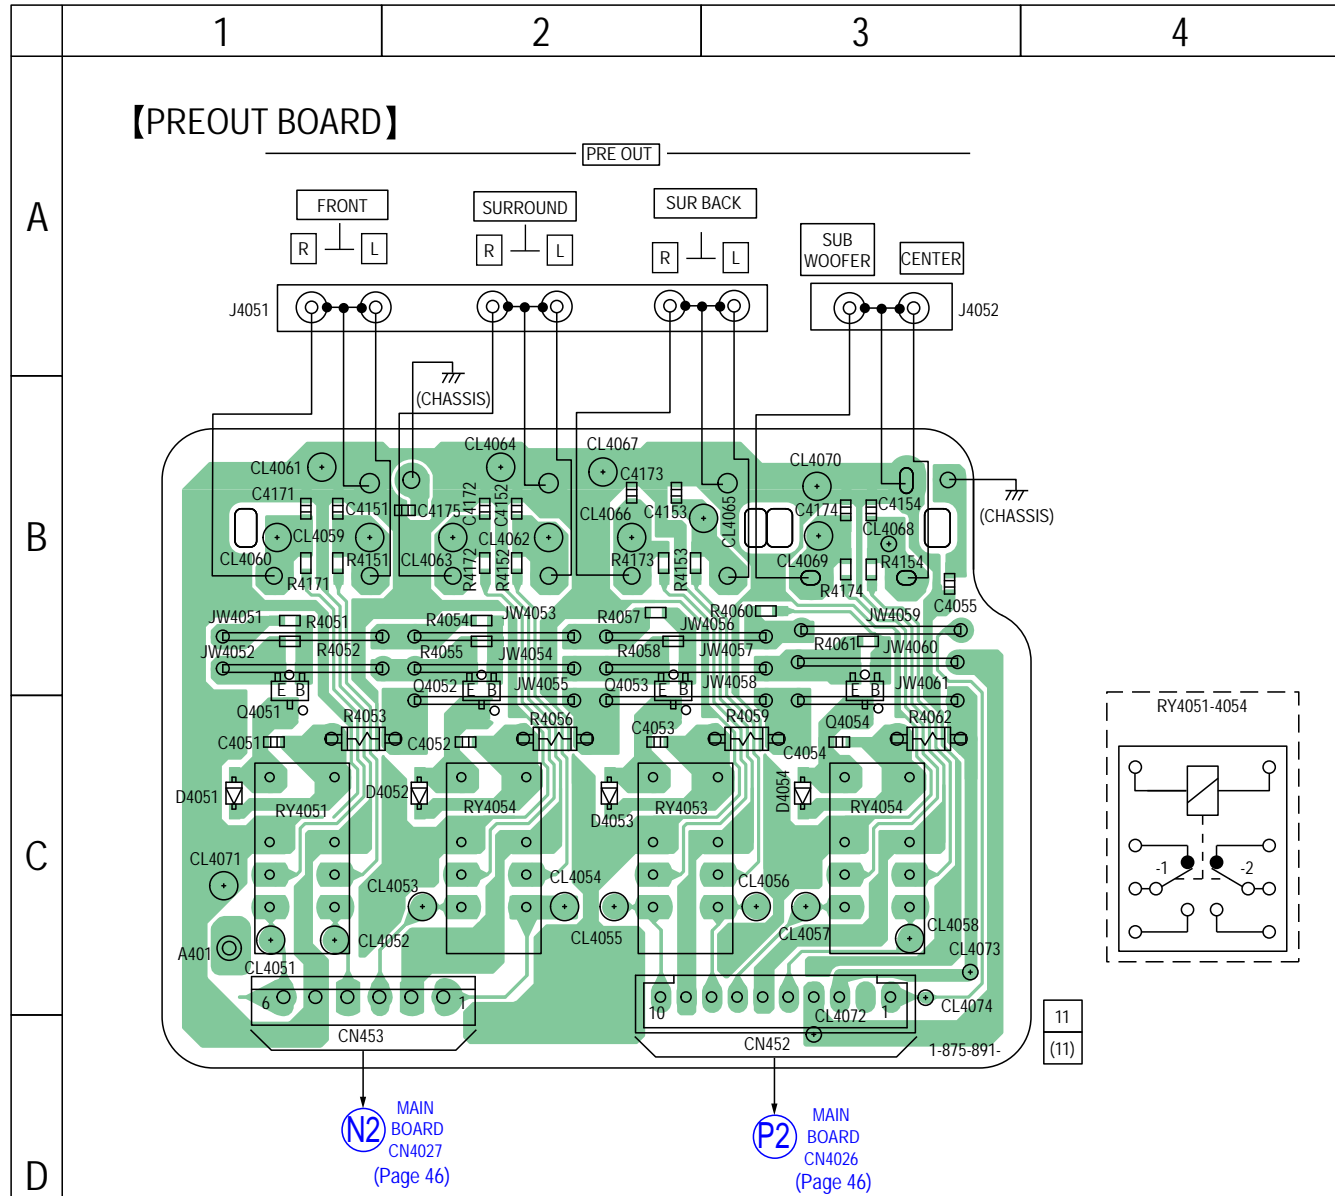 1 2 3 4
【PREOUT BOARD】
PRE OUT
A
FRONT SURROUND SUR BACK
R L R L R L
SUB WOOFER CENTER
J4051 J4052
(CHASSIS)
B
CL4061 CL4064 CL4067 CL4070
C4171 C4151 C4175 C4172 C4152 C4173 C4153 CL4065 C4174 C4154
(CHASSIS)
CL4060 CL4059 CL4063 CL4062 CL4066 CL4069 CL4068
R4171 R4151 R4172 R4152 R4173 R4153 R4174 R4154 C4055
JW4051 R4051 R4054 JW4053 R4057 JW4056 R4060 JW4059
JW4052 R4052 R4055 JW4054 R4058 JW4057 R4061 JW4060
E B Q4052 E B JW4055 Q4053 E B JW4058 E B JW4061
Q4051 R4053 R4056 R4059 Q4054 R4062
C4051 C4052 C4053 C4054
RY4051-4054
C
D4051 RY4051 D4052 RY4054 D4053 RY4053 D4054 RY4054
-1 -2
CL4071 CL4053 CL4054 CL4055 CL4056 CL4057 CL4058
A401 CL4051 CL4052 CL4073
6 1 10 CL4072 1 CL4074
CN453 CN452 1-875-891-
11
(11)
D
N2 MAIN
BOARD
CN4027
(Page 46)
P2 MAIN
BOARD
CN4026
(Page 46)